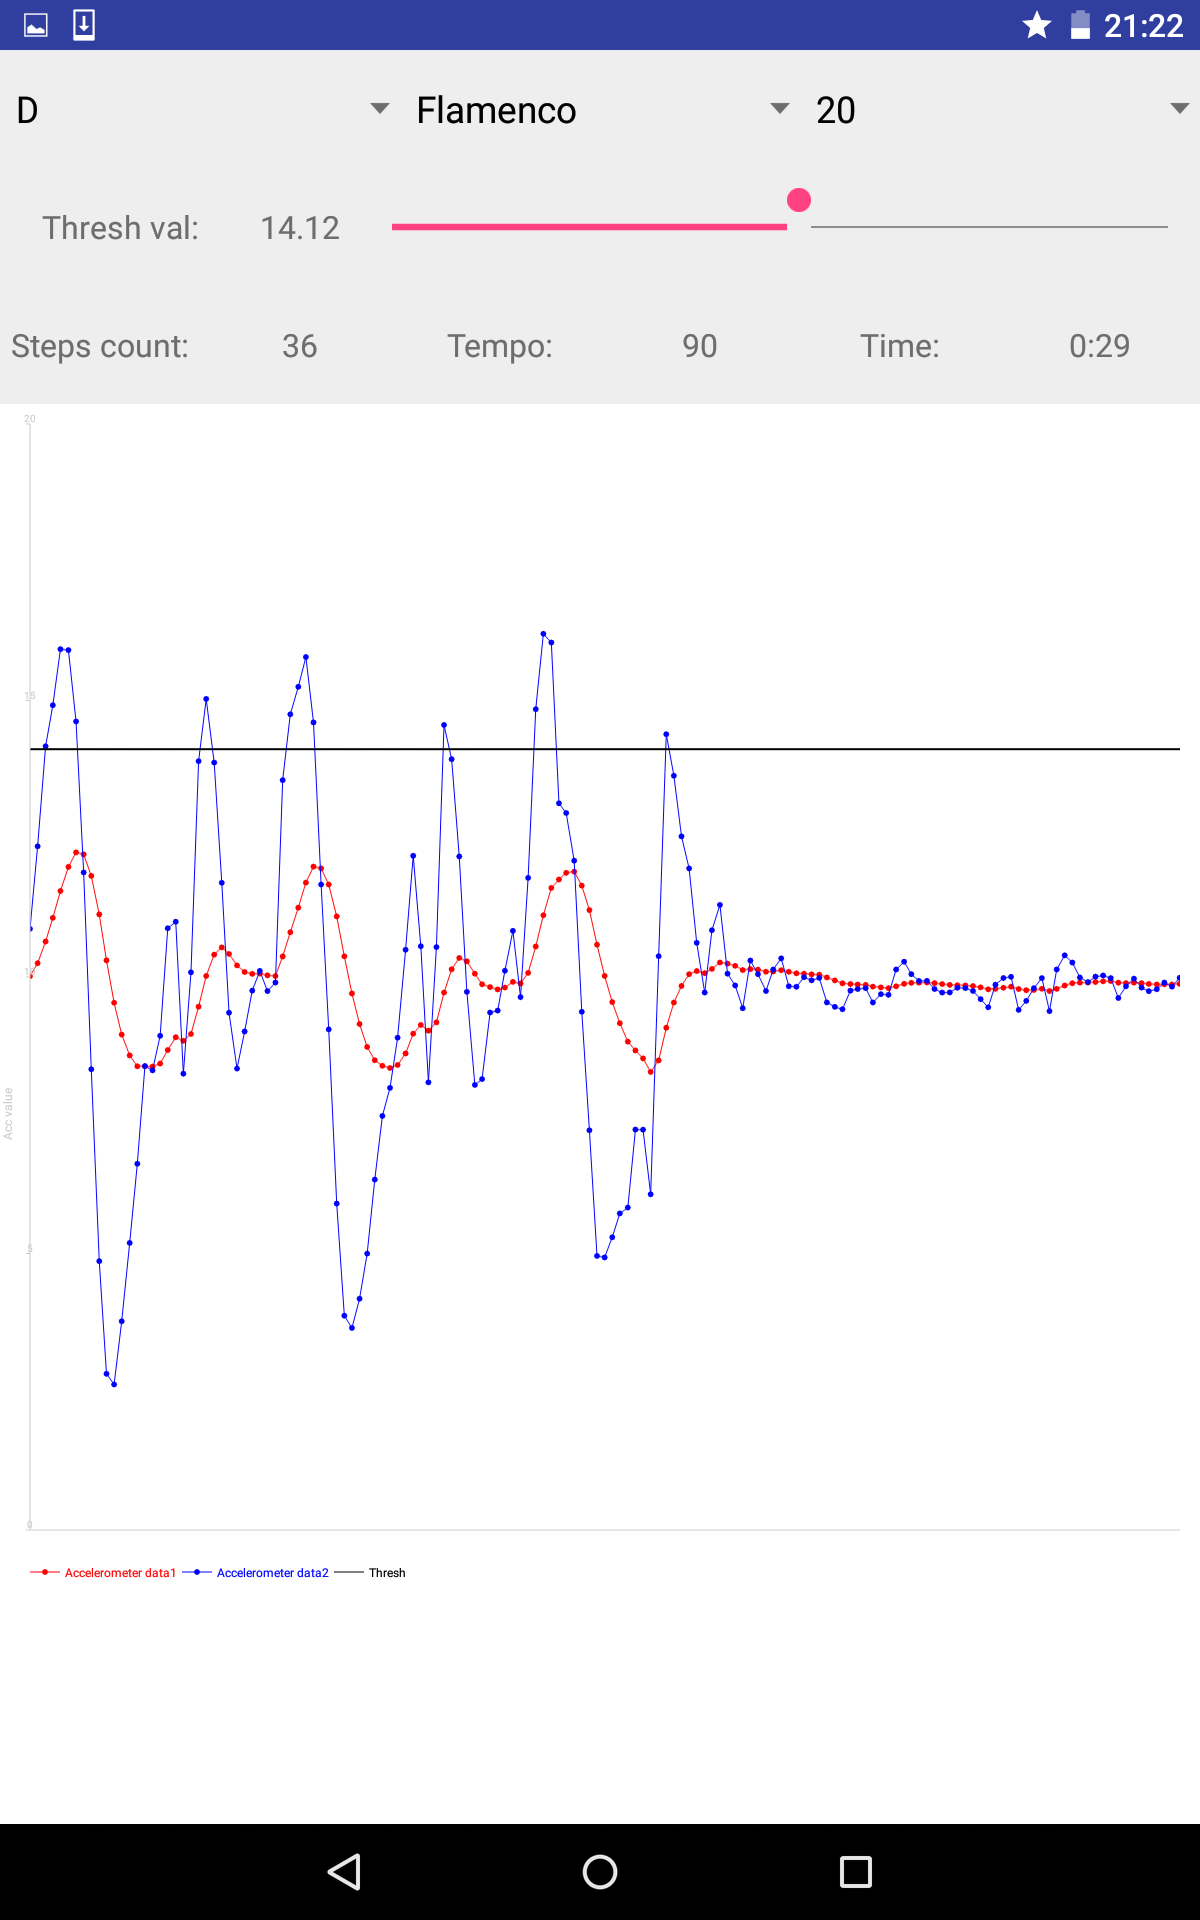 21:22
D Flamenco 20
Thresh val: 14.12
Steps count: 36 Tempo: 90 Time: 0:29
20
15
10
Acc value
5
0
Accelerometer data1 Accelerometer data2 Thresh